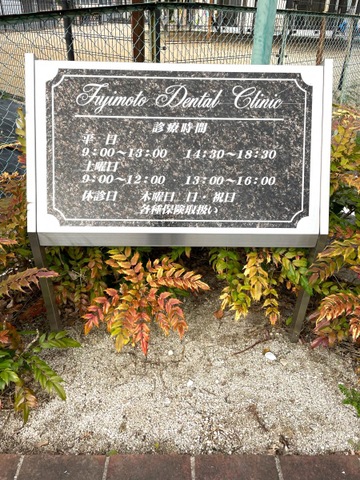 Fujimoto Dental Clinic
診療時間
平　日
9：00～13：00　14：30～18：30
土曜日
9：00～12：00　13：00～16：00
休診日　木曜日　日・祝日
各種保険取扱い